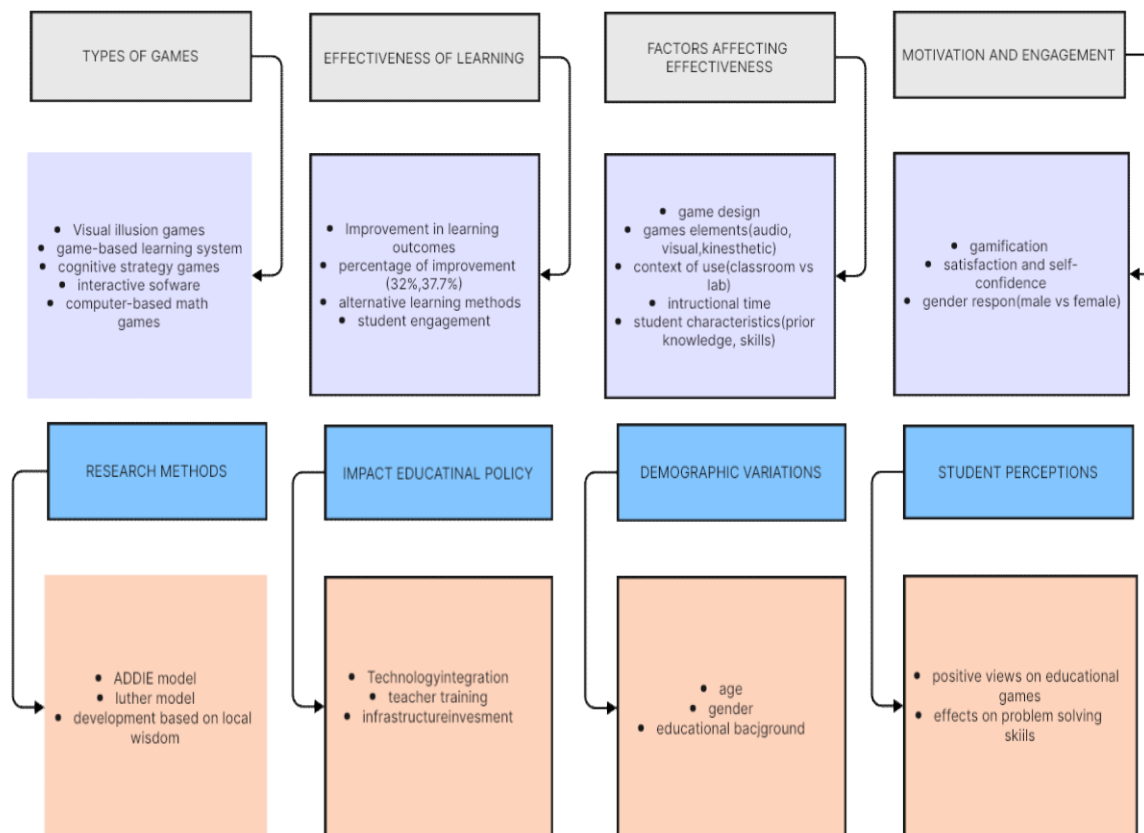 TYPES OF GAMES
EFFECTIVENESS OF LEARNING
FACTORS AFFECTING
EFFECTIVENESS
MOTIVATION AND ENGAGEMENT
• Visual illusion games
• game-based learning system
• cognitive strategy games
• interactive sofware
• computer-based math
games
• Improvement in learning
outcomes
• percentage of improvement
(32%,37.7%)
• alternative learning methods
• student engagement
• game design
• games elements(audio,
visual,kinesthetic)
• context of use(classroom vs
lab)
• intructional time
• student characteristics(prior
knowledge, skills)
• gamification
• satisfaction and self-
confidence
• gender respon(male vs female)
RESEARCH METHODS
IMPACT EDUCATINAL POLICY
DEMOGRAPHIC VARIATIONS
STUDENT PERCEPTIONS
• ADDIE model
• luther model
• development based on local
wisdom
• Technologyintegration
• teacher training
• infrastructureinvesment
• age
• gender
• educational bacjground
• positive views on educational
games
• effects on problem solving
skiils